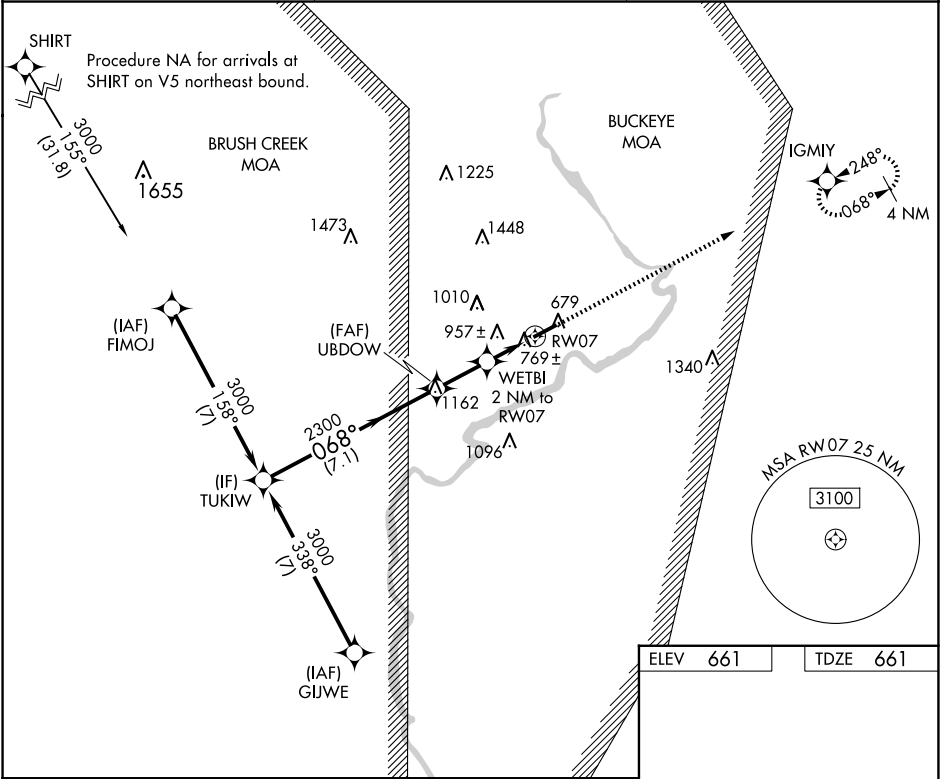 SHIRT
Procedure NA for arrivals at
SHIRT on V5 northeast bound.
3000
155°
(31.8)
1655
BRUSH CREEK
MOA
1473
1225
1448
BUCKEYE
MOA
IGMIY
248°
068°
4 NM
(IAF)
FIMOJ
3000
158°
(7)
(FAF)
UBDOW
1010
957±
679
RW07
769±
WETBI
2 NM to
RW07
1162
1096
1340
2300
068°
(7.1)
(IF)
TUKIW
3000
338°
(7)
(IAF)
GIJWE
MSA RW07 25 NM
3100
ELEV 661
TDZE 661